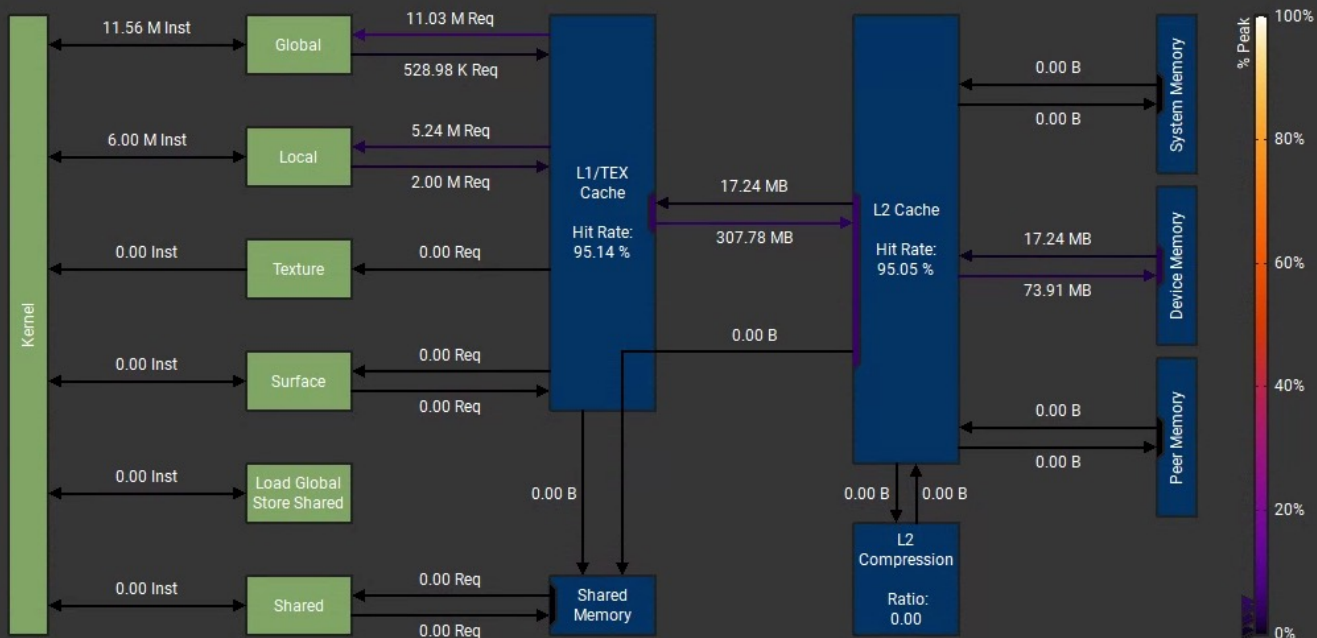 Kernel
11.56 M Inst
Global
11.03 M Req
528.98 K Req
6.00 M Inst
Local
5.24 M Req
2.00 M Req
0.00 Inst
Texture
0.00 Req
0.00 Inst
Surface
0.00 Req
0.00 Req
0.00 Inst
Load Global
Store Shared
0.00 Inst
Shared
0.00 Req
0.00 Req
L1/TEX
Cache
Hit Rate:
95.14 %
0.00 B
Shared
Memory
17.24 MB
307.78 MB
0.00 B
L2 Cache
Hit Rate:
95.05 %
0.00 B
0.00 B
L2
Compression
Ratio:
0.00
0.00 B
0.00 B
System Memory
17.24 MB
73.91 MB
Device Memory
0.00 B
0.00 B
Peer Memory
% Peak
100%
80%
60%
40%
20%
0%